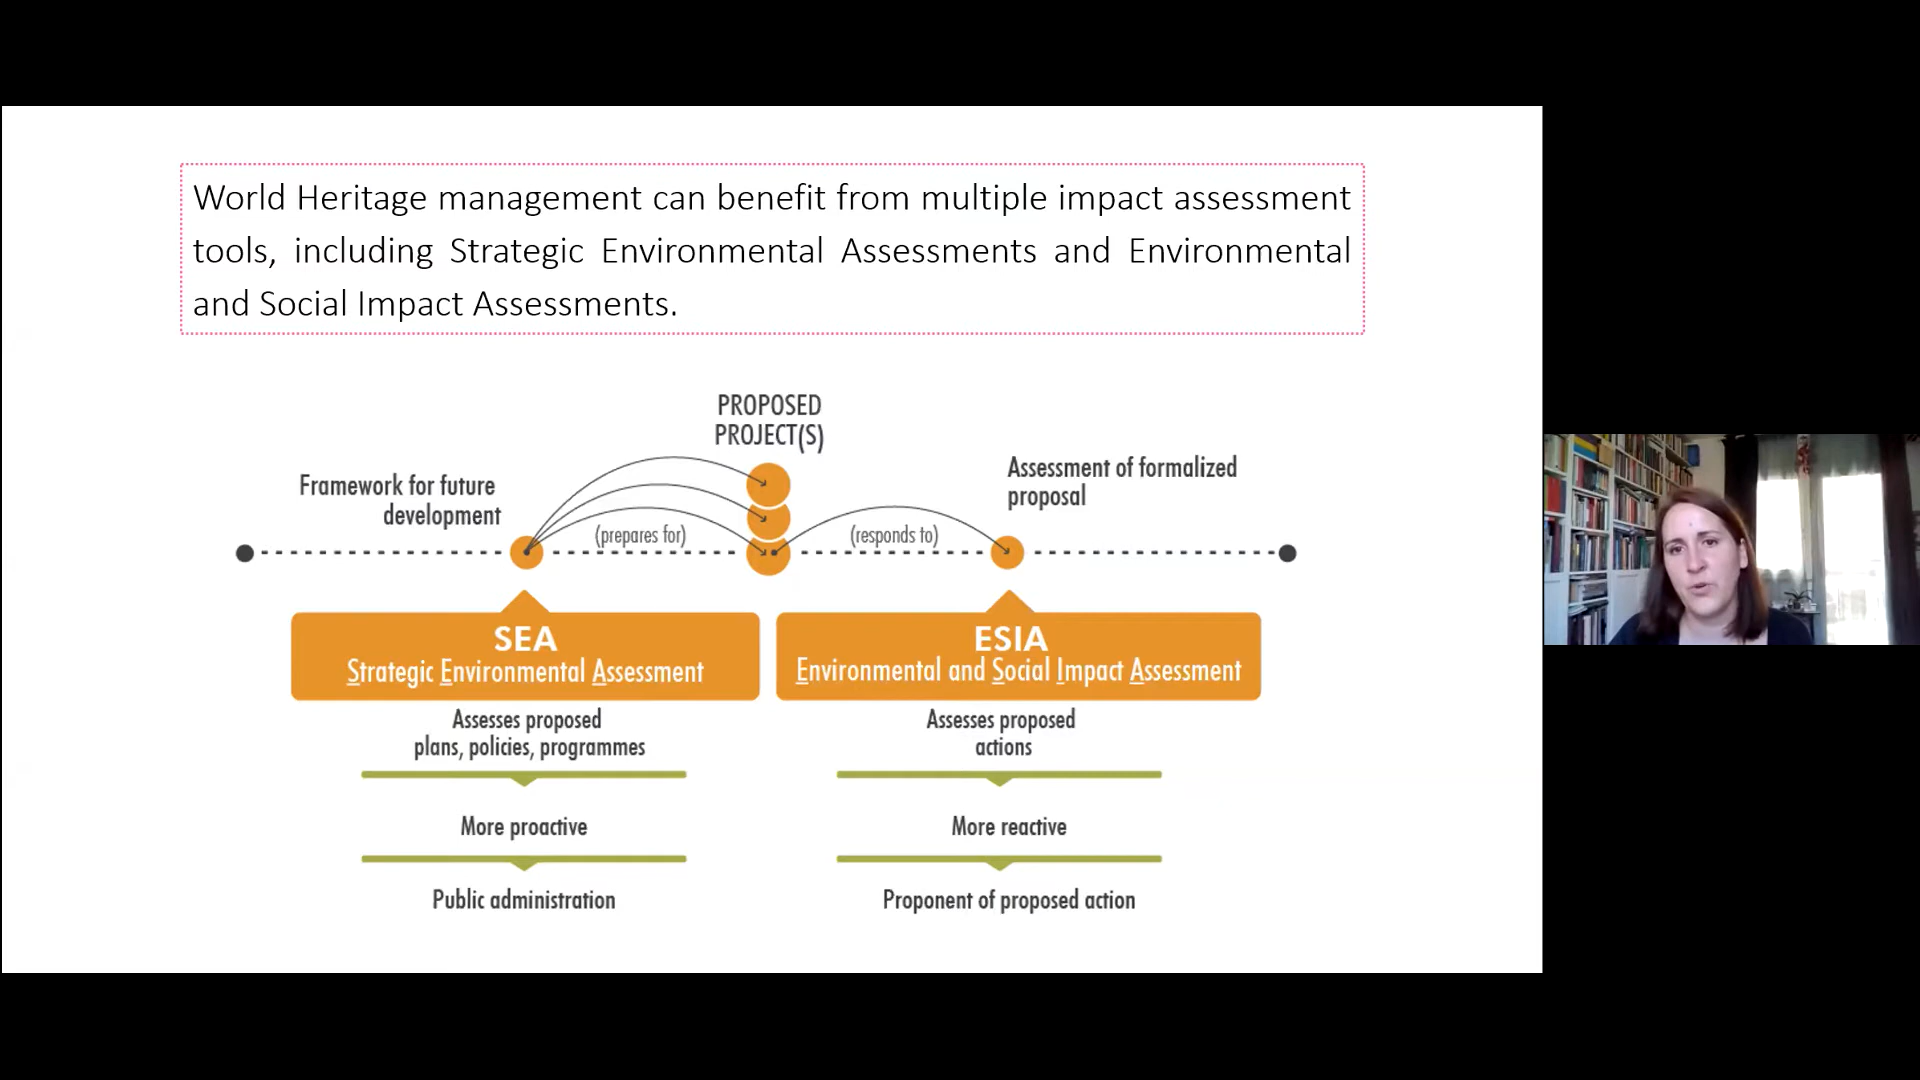 World Heritage management can benefit from multiple impact assessment
tools, including Strategic Environmental Assessments and Environmental
and Social Impact Assessments.
PROPOSED
PROJECT(S)
Framework for future
development
Assessment of formalized
proposal
(prepares for)
(responds to)
SEA
Strategic Environmental Assessment
Assesses proposed
plans, policies, programmes
More proactive
Public administration
ESIA
Environmental and Social Impact Assessment
Assesses proposed
actions
More reactive
Proponent of proposed action